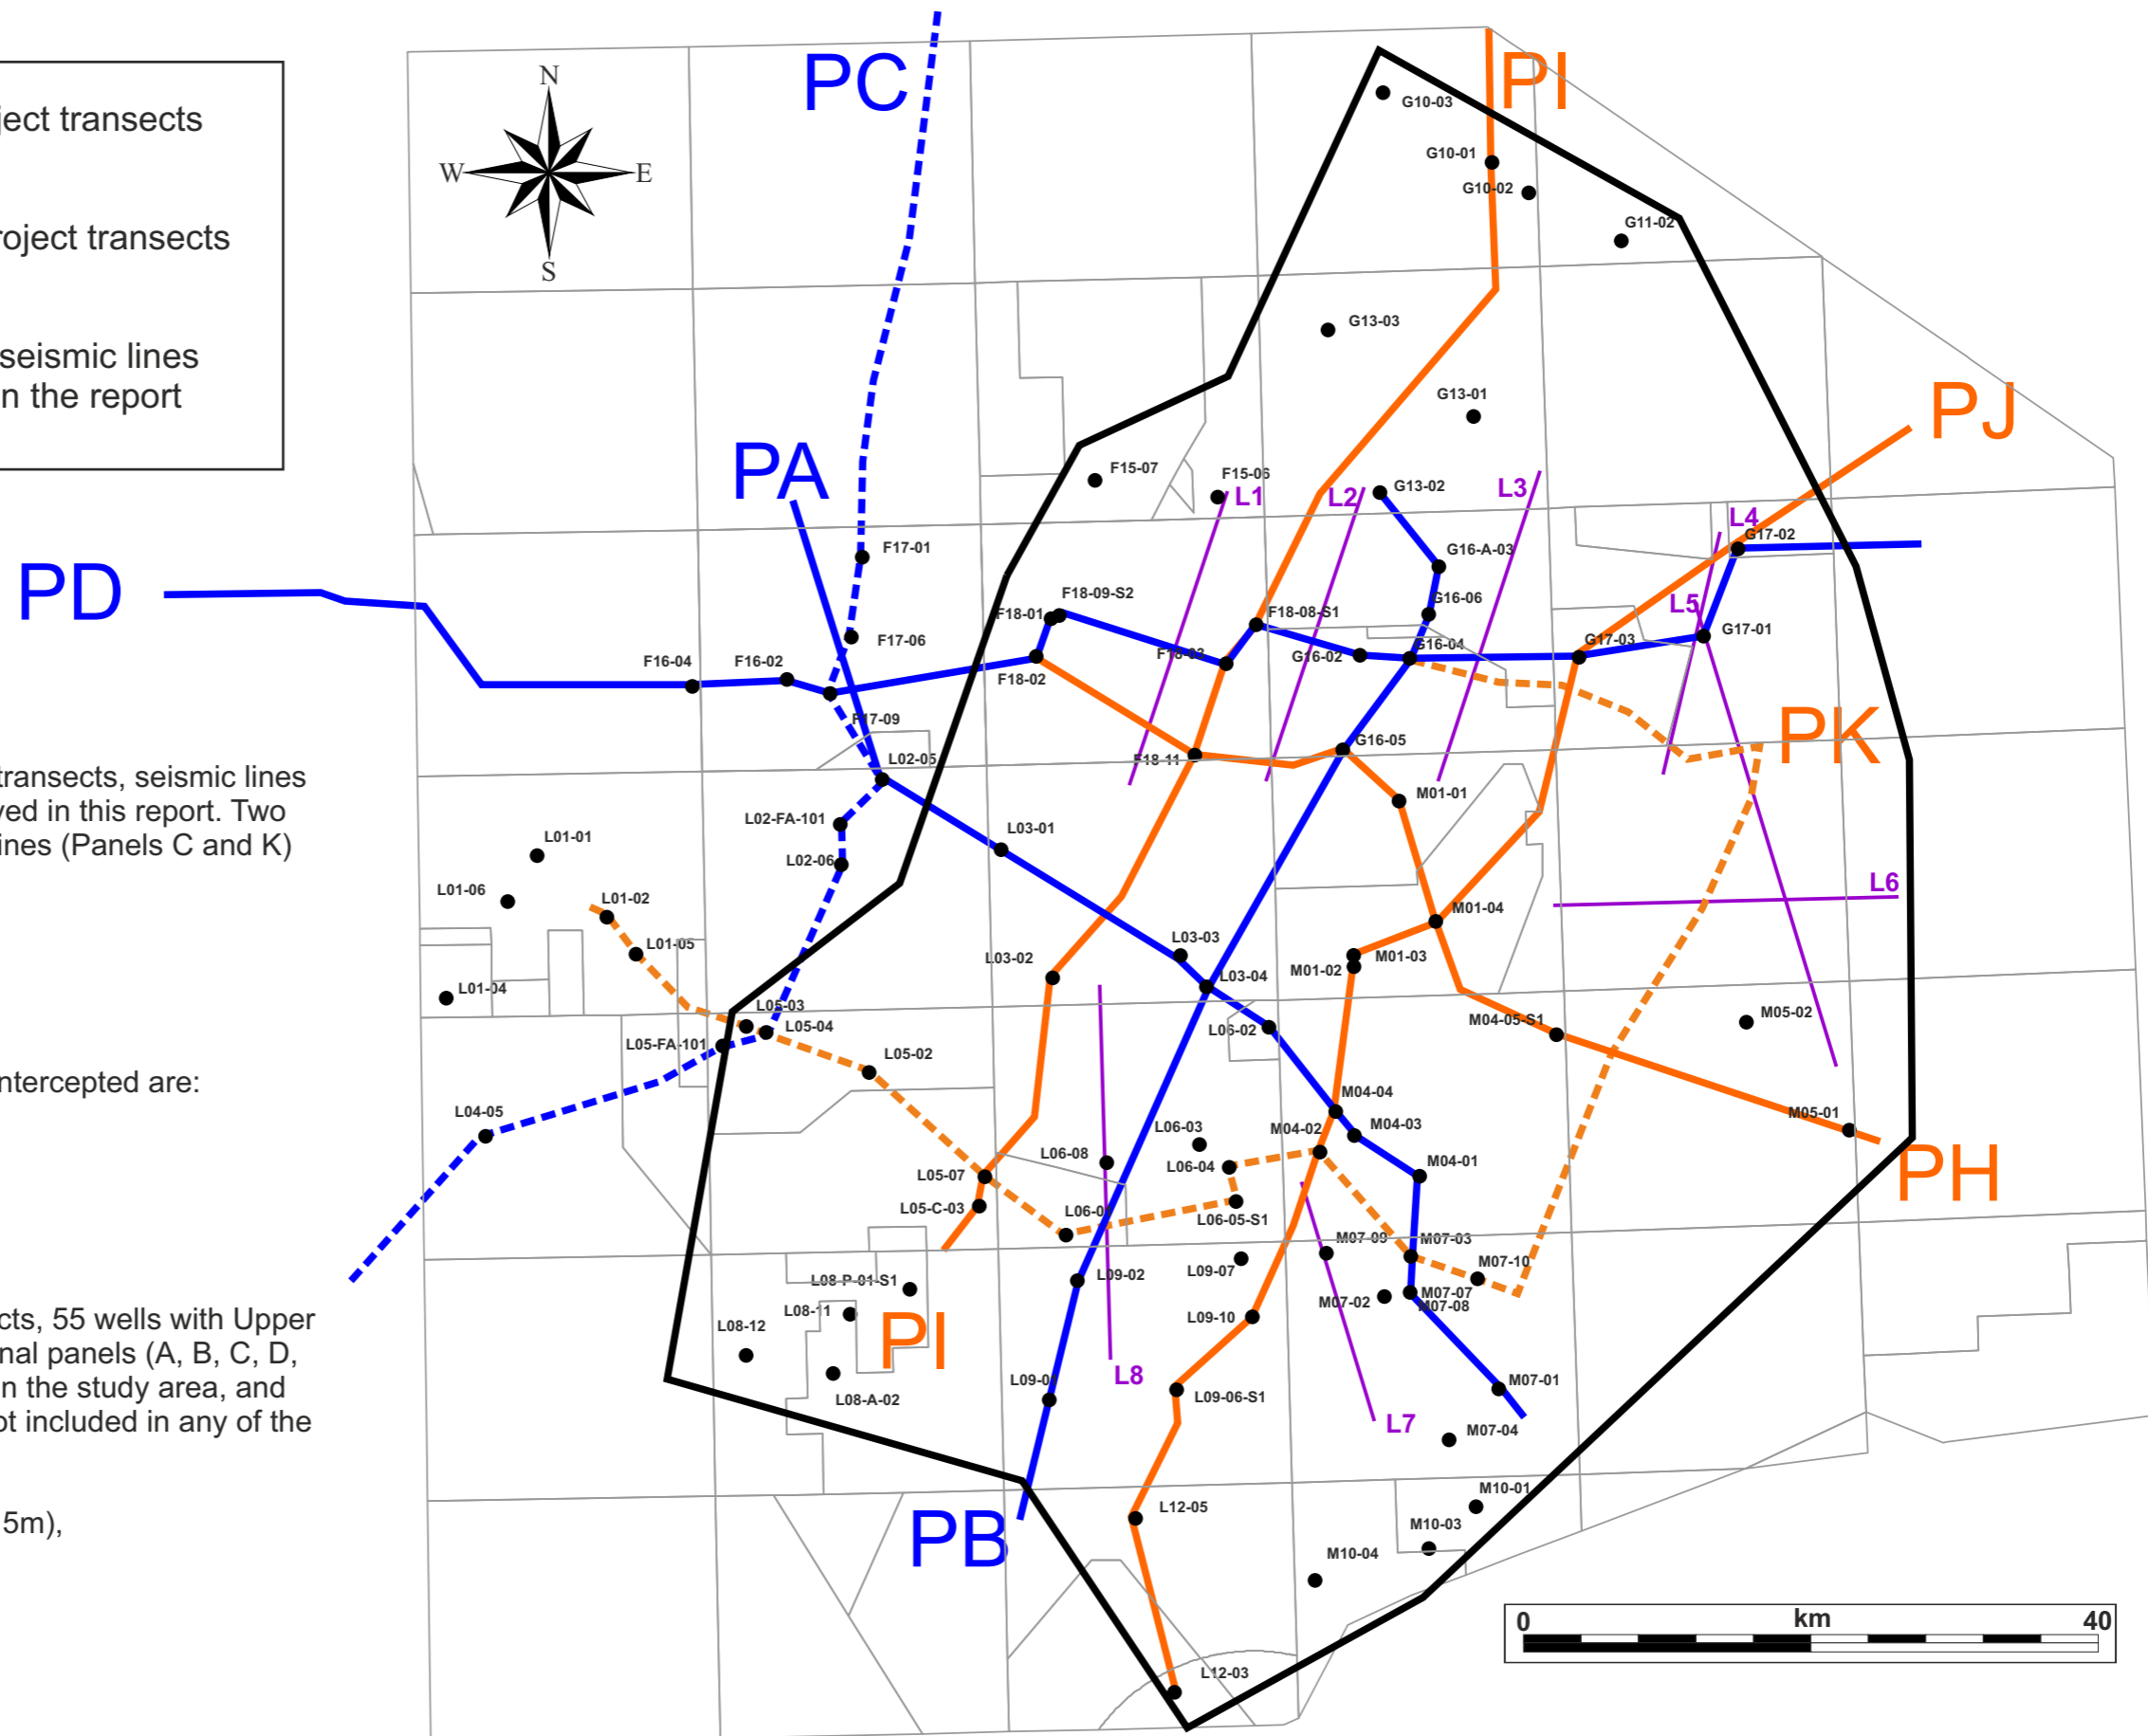 ject transects
roject transects
seismic lines
n the report
transects, seismic lines
yed in this report. Two
ines (Panels C and K)
ntercepted are:
cts, 55 wells with Upper
nal panels (A, B, C, D,
n the study area, and
ot included in any of the
5m),
N
W
E
S
PC
PI
G10-03
G10-01
G10-02
G11-02
G13-03
G13-01
PJ
PA
F15-07
F15-06
L1
L2
G13-02
L3
L4
G17-02
F17-01
G16-A-03
PD
F18-09-S2
F18-01
F18-08-S1
G16-06
L5
G17-01
F17-06
F16-04
F16-02
F18-02
F18-03
G16-02
G16-04
G17-03
F17-09
PK
L02-05
F18-11
G16-05
M01-01
L02-FA-101
L03-01
L01-01
L02-06
L01-06
L01-02
L6
M01-04
L01-05
L03-03
L03-02
M01-03
M01-02
L03-04
L01-04
L05-03
L05-04
L06-02
M04-05-S1
M05-02
L05-FA-101
L05-02
L04-05
M04-04
M05-01
L06-03
M04-02
M04-03
L06-08
L06-04
M04-01
PH
L05-07
L05-C-03
L06-0
L06-05-S1
M07-09
M07-03
M07-10
L09-07
L08-P-01-S1
L09-02
M07-02
M07-07
M07-08
L08-11
L09-10
L08-12
PI
L8
L09-0
L09-06-S1
M07-01
L08-A-02
L7
M07-04
PB
L12-05
M10-01
M10-03
M10-04
L12-03
0
km
40